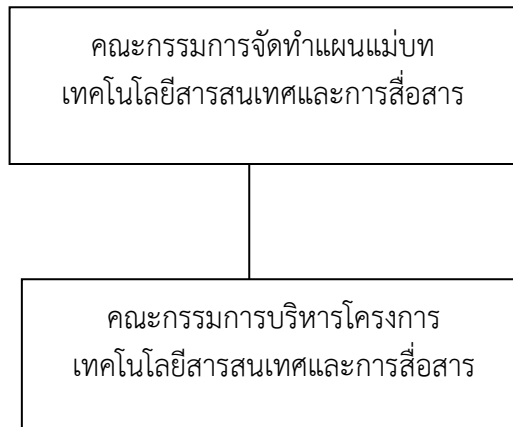 คณะกรรมการจัดทำแผนแม่บท
เทคโนโลยีสารสนเทศและการสื่อสาร
คณะกรรมการบริหารโครงการ
เทคโนโลยีสารสนเทศและการสื่อสาร